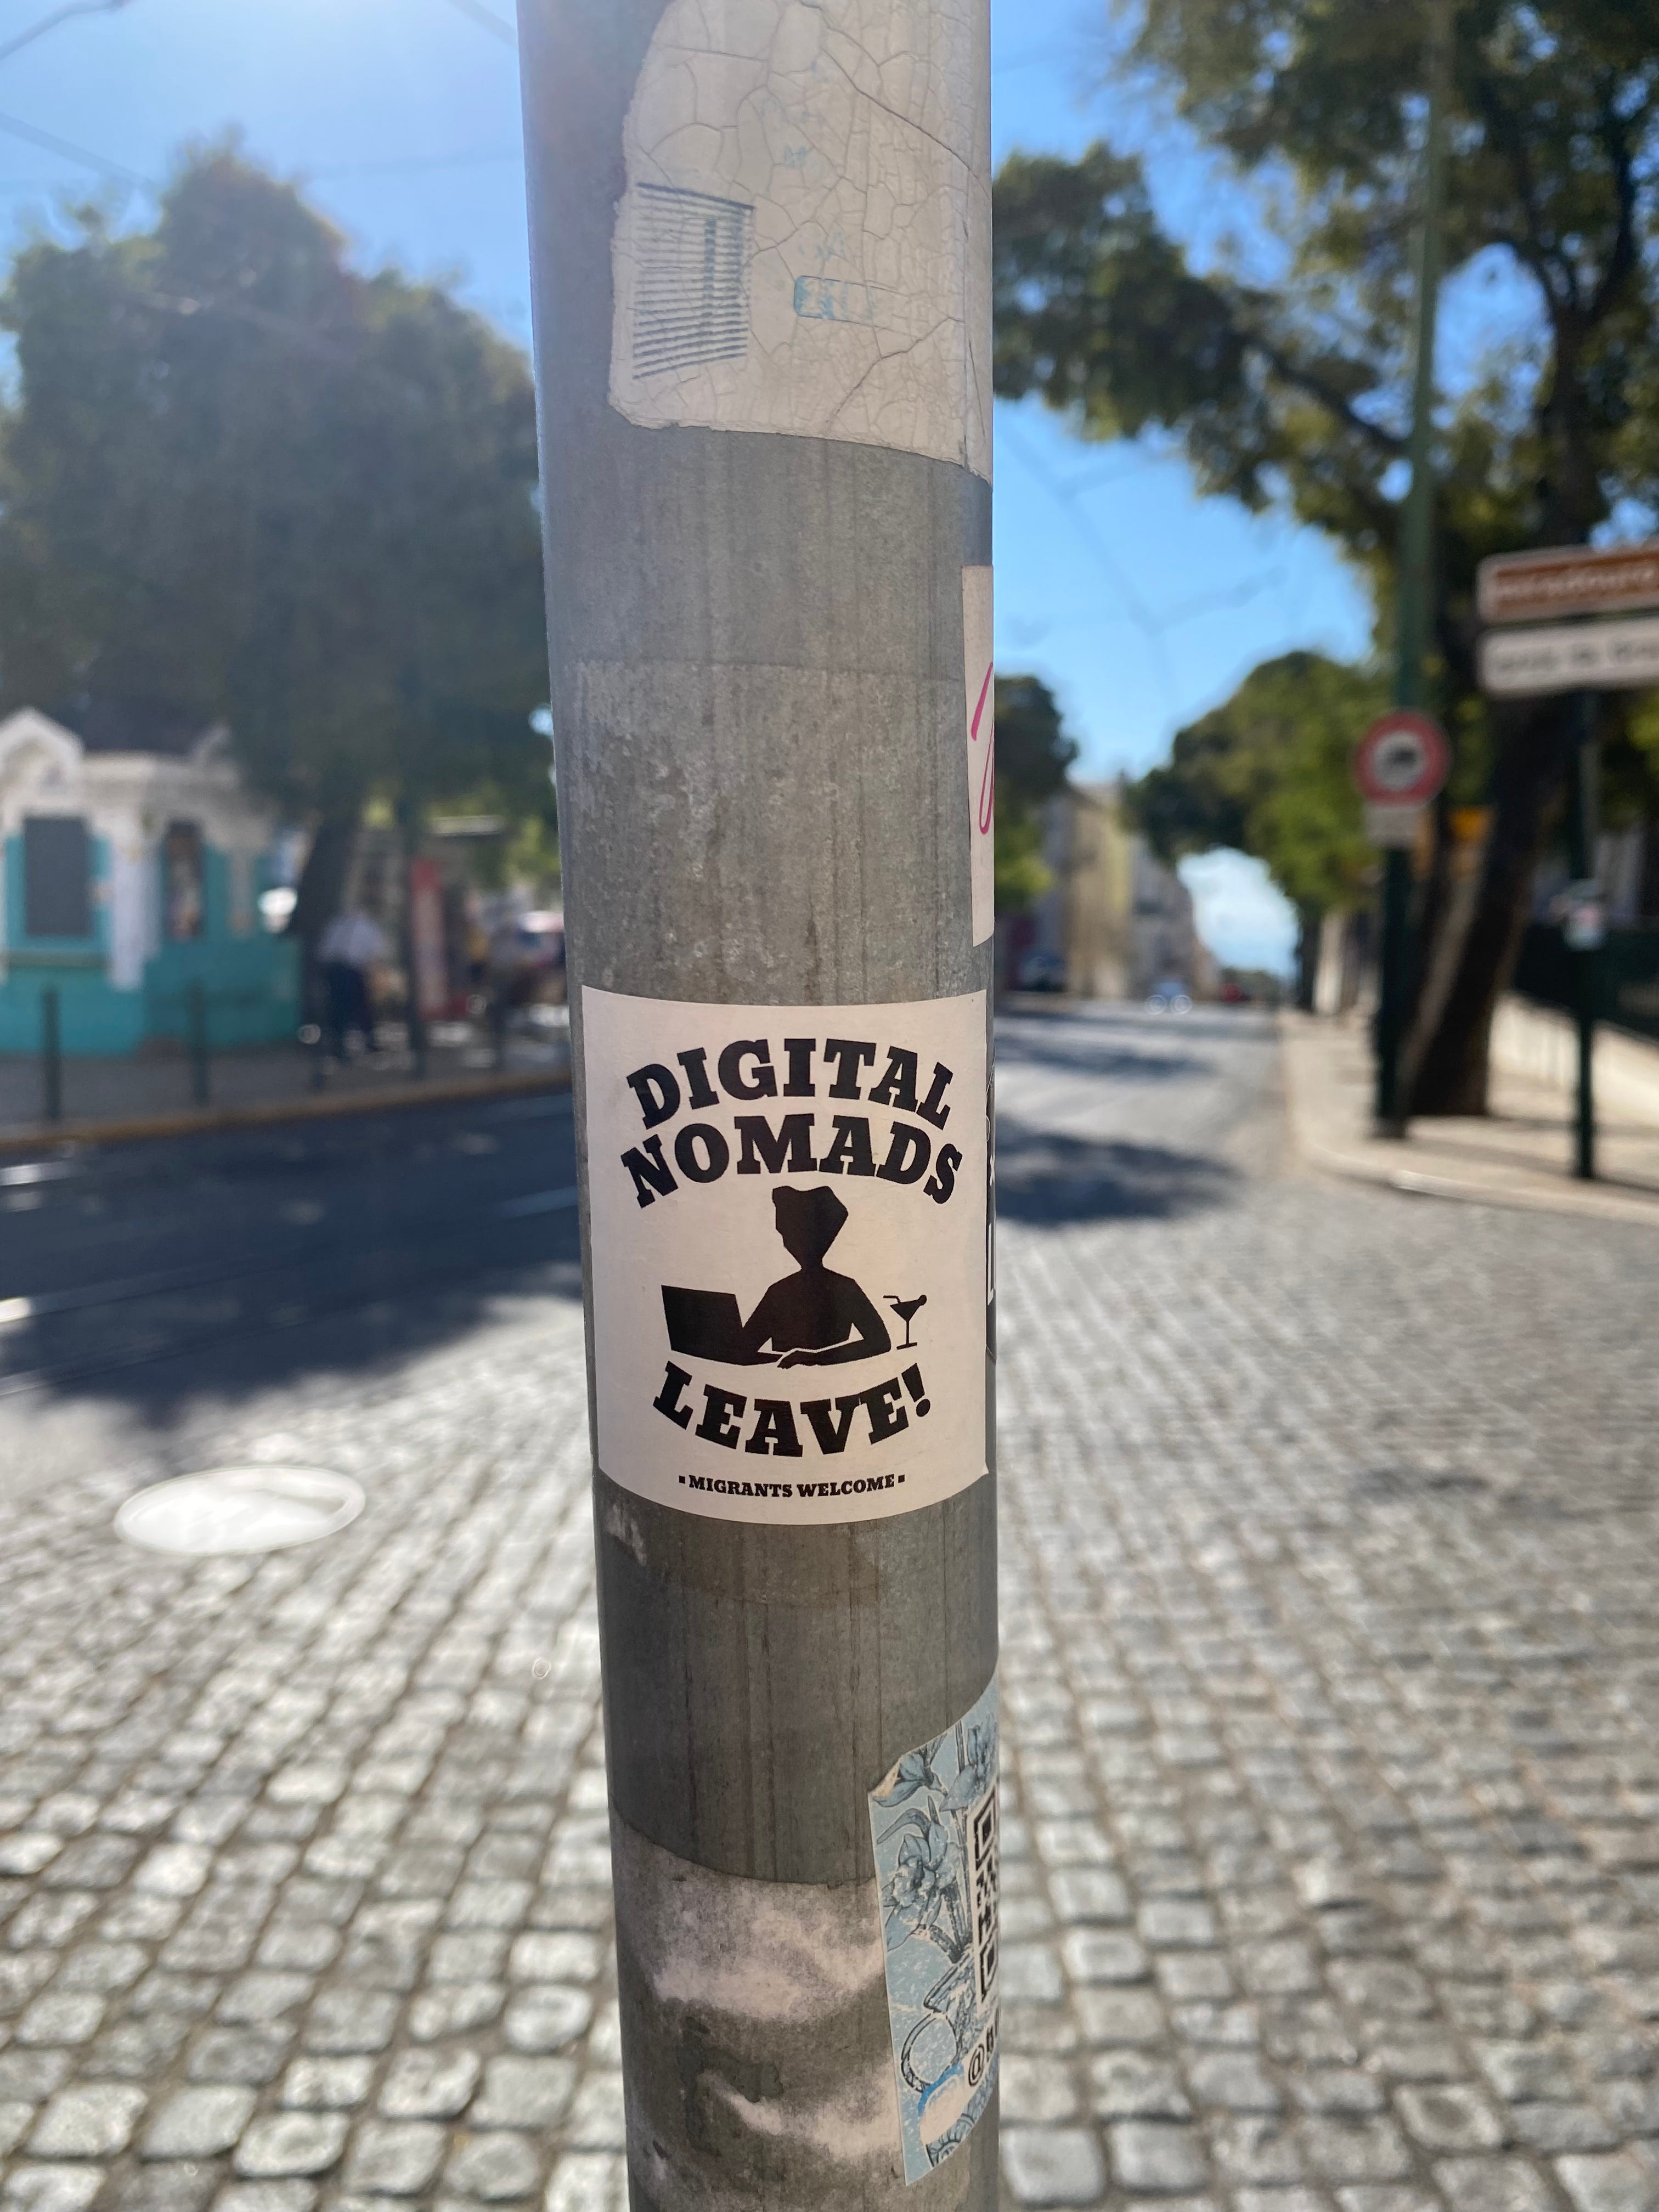 DIGITAL
NOMADS
LEAVE!
▪MIGRANTS WELCOME▪